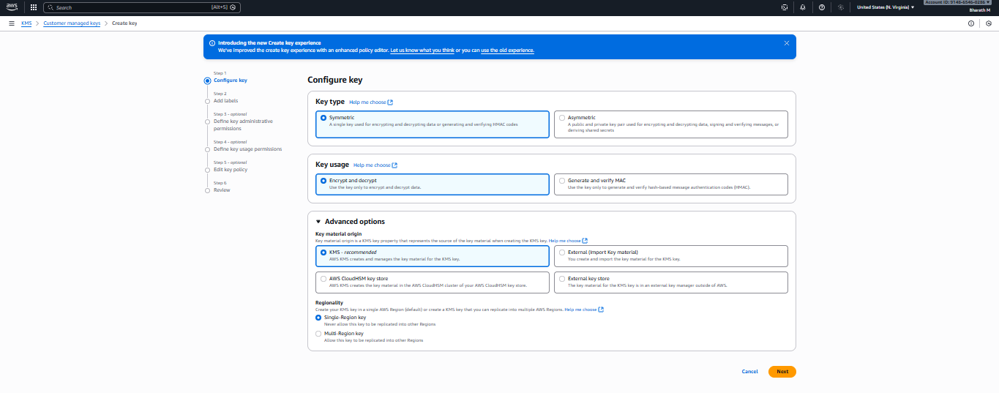 aws
Search
[Alt+S]
United States (N. Virginia)
Account ID: 9148-6546-0286
Bharath M
KMS
Customer managed keys
Create key
Introducing the new Create key experience
We've improved the create key experience with an enhanced policy editor. Let us know what you think or you can use the old experience.
Step 1
Configure key
Step 2
Add labels
Step 3 - optional
Define key administrative
permissions
Step 4 - optional
Define key usage permissions
Step 5 - optional
Edit key policy
Step 6
Review
Configure key
Key type Help me choose
Symmetric
A single key used for encrypting and decrypting data or generating and verifying HMAC codes
Asymmetric
A public and private key pair used for encrypting and decrypting data, signing and verifying messages, or
deriving shared secrets
Key usage Help me choose
Encrypt and decrypt
Use the key only to encrypt and decrypt data.
Generate and verify MAC
Use the key only to generate and verify hash-based message authentication codes (HMAC).
Advanced options
Key material origin
Key material origin is a KMS key property that represents the source of the key material when creating the KMS key. Help me choose
KMS - recommended
AWS KMS creates and manages the key material for the KMS key.
External (Import Key material)
You create and import the key material for the KMS key.
AWS CloudHSM key store
AWS KMS creates the key material in the AWS CloudHSM cluster of your AWS CloudHSM key store.
External key store
The key material for the KMS key is in an external key manager outside of AWS.
Regionality
Create your KMS key in a single AWS Region (default) or create a KMS key that you can replicate into multiple AWS Regions. Help me choose
Single-Region key
Never allow this key to be replicated into other Regions
Multi-Region key
Allow this key to be replicated into other Regions
Cancel
Next